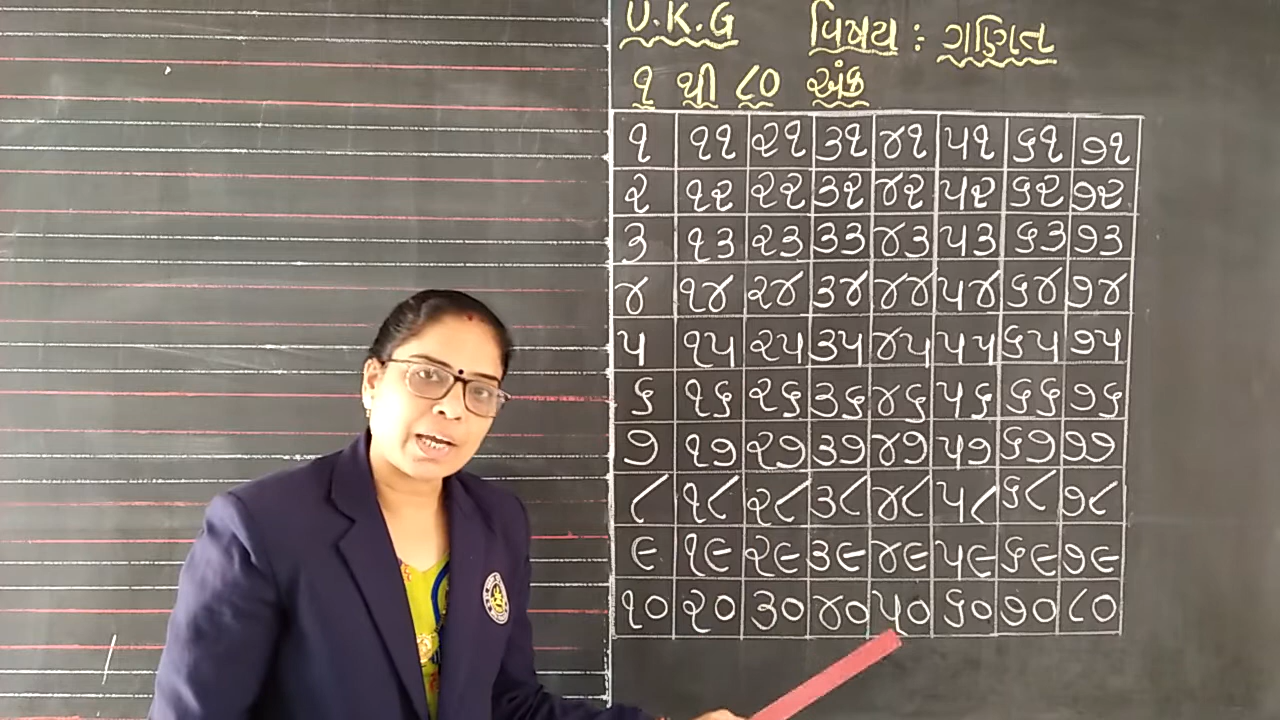 U.K.G વિષય : ગણિત
૧ થી ૮૦ અંક
૧ ૧૧ ૨૧ ૩૧ ૪૧ ૫૧ ૬૧ ૭૧
૨ ૧૨ ૨૨ ૩૨ ૪૨ ૫૨ ૬૨ ૭૨
૩ ૧૩ ૨૩ ૩૩ ૪૩ ૫૩ ૬૩ ૭૩
૪ ૧૪ ૨૪ ૩૪ ૪૪ ૫૪ ૬૪ ૭૪
૫ ૧૫ ૨૫ ૩૫ ૪૫ ૫૫ ૬૫ ૭૫
૬ ૧૬ ૨૬ ૩૬ ૪૬ ૫૬ ૬૬ ૭૬
૭ ૧૭ ૨૭ ૩૭ ૪૭ ૫૭ ૬૭ ૭૭
૮ ૧૮ ૨૮ ૩૮ ૪૮ ૫૮ ૬૮ ૭૮
૯ ૧૯ ૨૯ ૩૯ ૪૯ ૫૯ ૬૯ ૭૯
૧૦ ૨૦ ૩૦ ૪૦ ૫૦ ૬૦ ૭૦ ૮૦